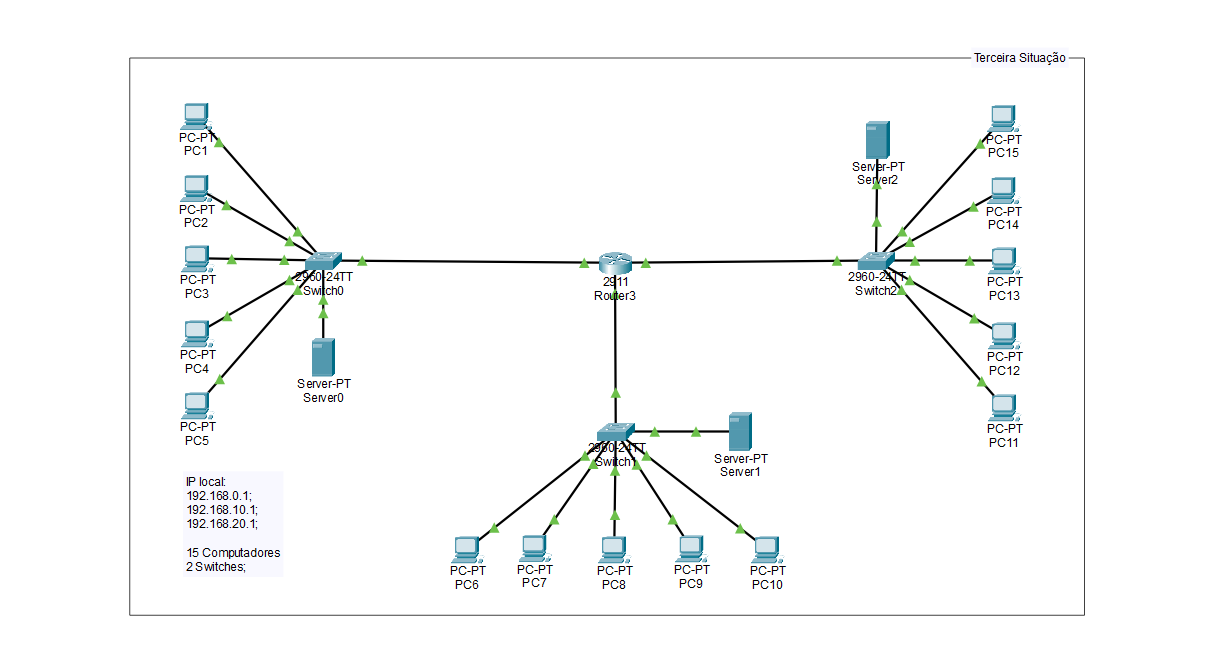 Terceira Situação
PC-PT
PC1
PC-PT
PC2
PC-PT
PC3
PC-PT
PC4
PC-PT
PC5
2960-24TT
Switch0
Server-PT
Server0
2911
Router3
Server-PT
Server2
2960-24TT
Switch2
PC-PT
PC15
PC-PT
PC14
PC-PT
PC13
PC-PT
PC12
PC-PT
PC11
2960-24TT
Switch1
Server-PT
Server1
PC-PT
PC6
PC-PT
PC7
PC-PT
PC8
PC-PT
PC9
PC-PT
PC10
IP local:
192.168.0.1;
192.168.10.1;
192.168.20.1;
15 Computadores
2 Switches;